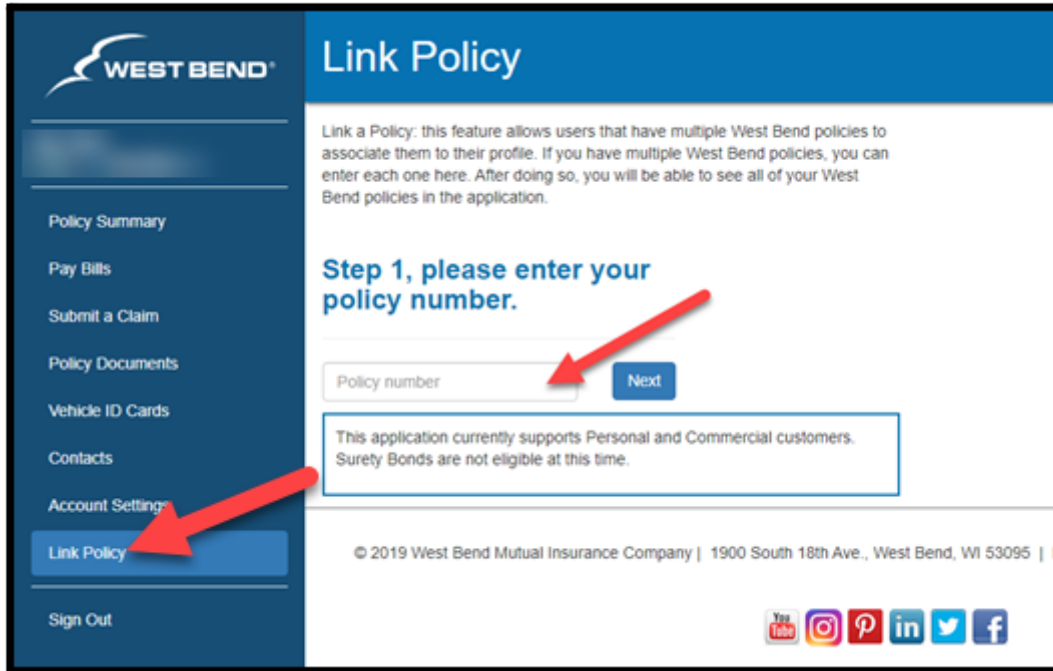 WEST BEND®
Policy Summary
Pay Bills
Submit a Claim
Policy Documents
Vehicle ID Cards
Contacts
Account Settings
Link Policy
Sign Out
Link Policy
Link a Policy: this feature allows users that have multiple West Bend policies to
associate them to their profile. If you have multiple West Bend policies, you can
enter each one here. After doing so, you will be able to see all of your West
Bend policies in the application.
Step 1, please enter your
policy number.
Policy number
Next
This application currently supports Personal and Commercial customers.
Surety Bonds are not eligible at this time.
© 2019 West Bend Mutual Insurance Company | 1900 South 18th Ave., West Bend, WI 53095 |
You
Tube
in